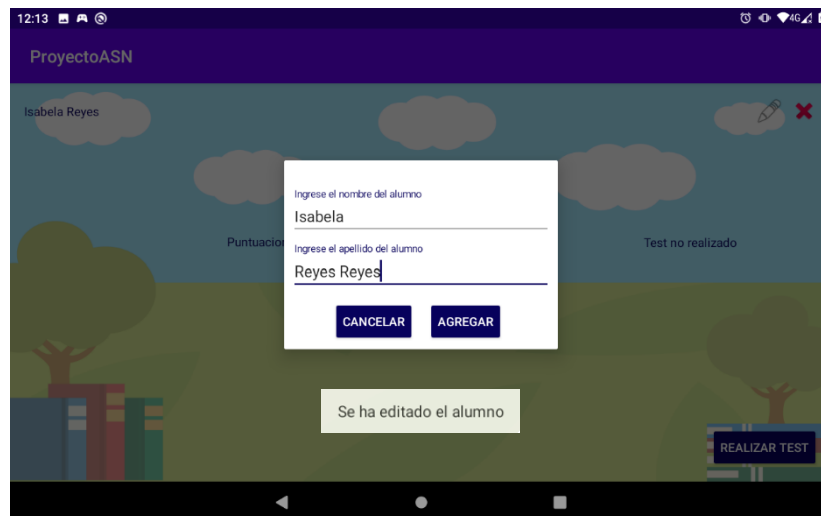 12:13
4G
ProyectoASN
Isabela Reyes
Ingrese el nombre del alumno
Isabela
Puntuacion
Test no realizado
Ingrese el apellido del alumno
Reyes Reyes
CANCELAR AGREGAR
Se ha editado el alumno
REALIZAR TEST